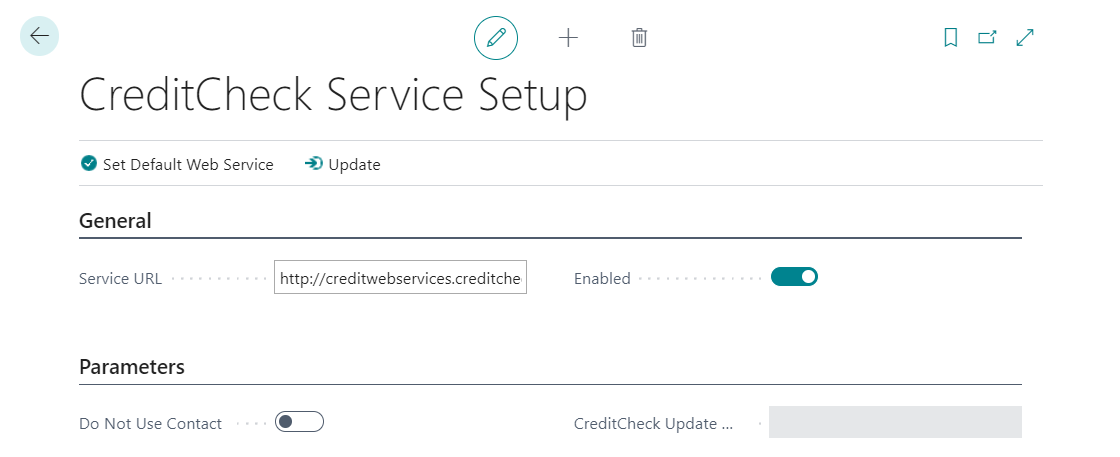 CreditCheck Service Setup
Set Default Web Service Update
General
Service URL http://creditwebservices.creditche Enabled
Parameters
Do Not Use Contact CreditCheck Update ...